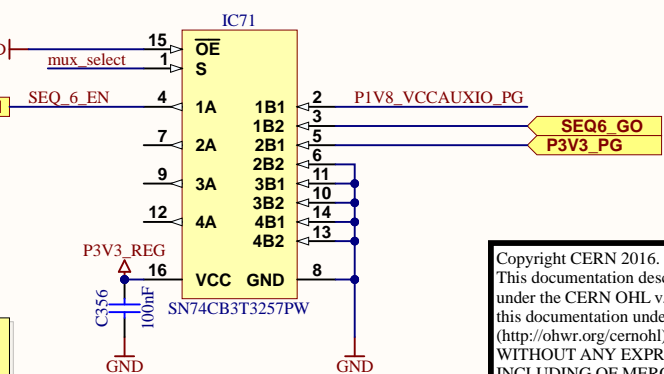 IC71
15 OE
mux_select 1 S
SEQ_6_EN 4 1A 1B1 2 P1V8_VCCAUXIO_PG
1B2 3 SEQ6_GO
7 2A 2B1 5 P3V3_PG
2B2 6
9 3A 3B1 11
3B2 10
12 4A 4B1 14
4B2 13
P3V3_REG
16 VCC GND 8
C356 100nF
SN74CB3T3257PW
GND GND
Copyright CERN 2016.
This documentation
under the CERN OHL v.
this documentation
(http://ohwr.org/cernohl)
WITHOUT ANY
INCLUDING OF